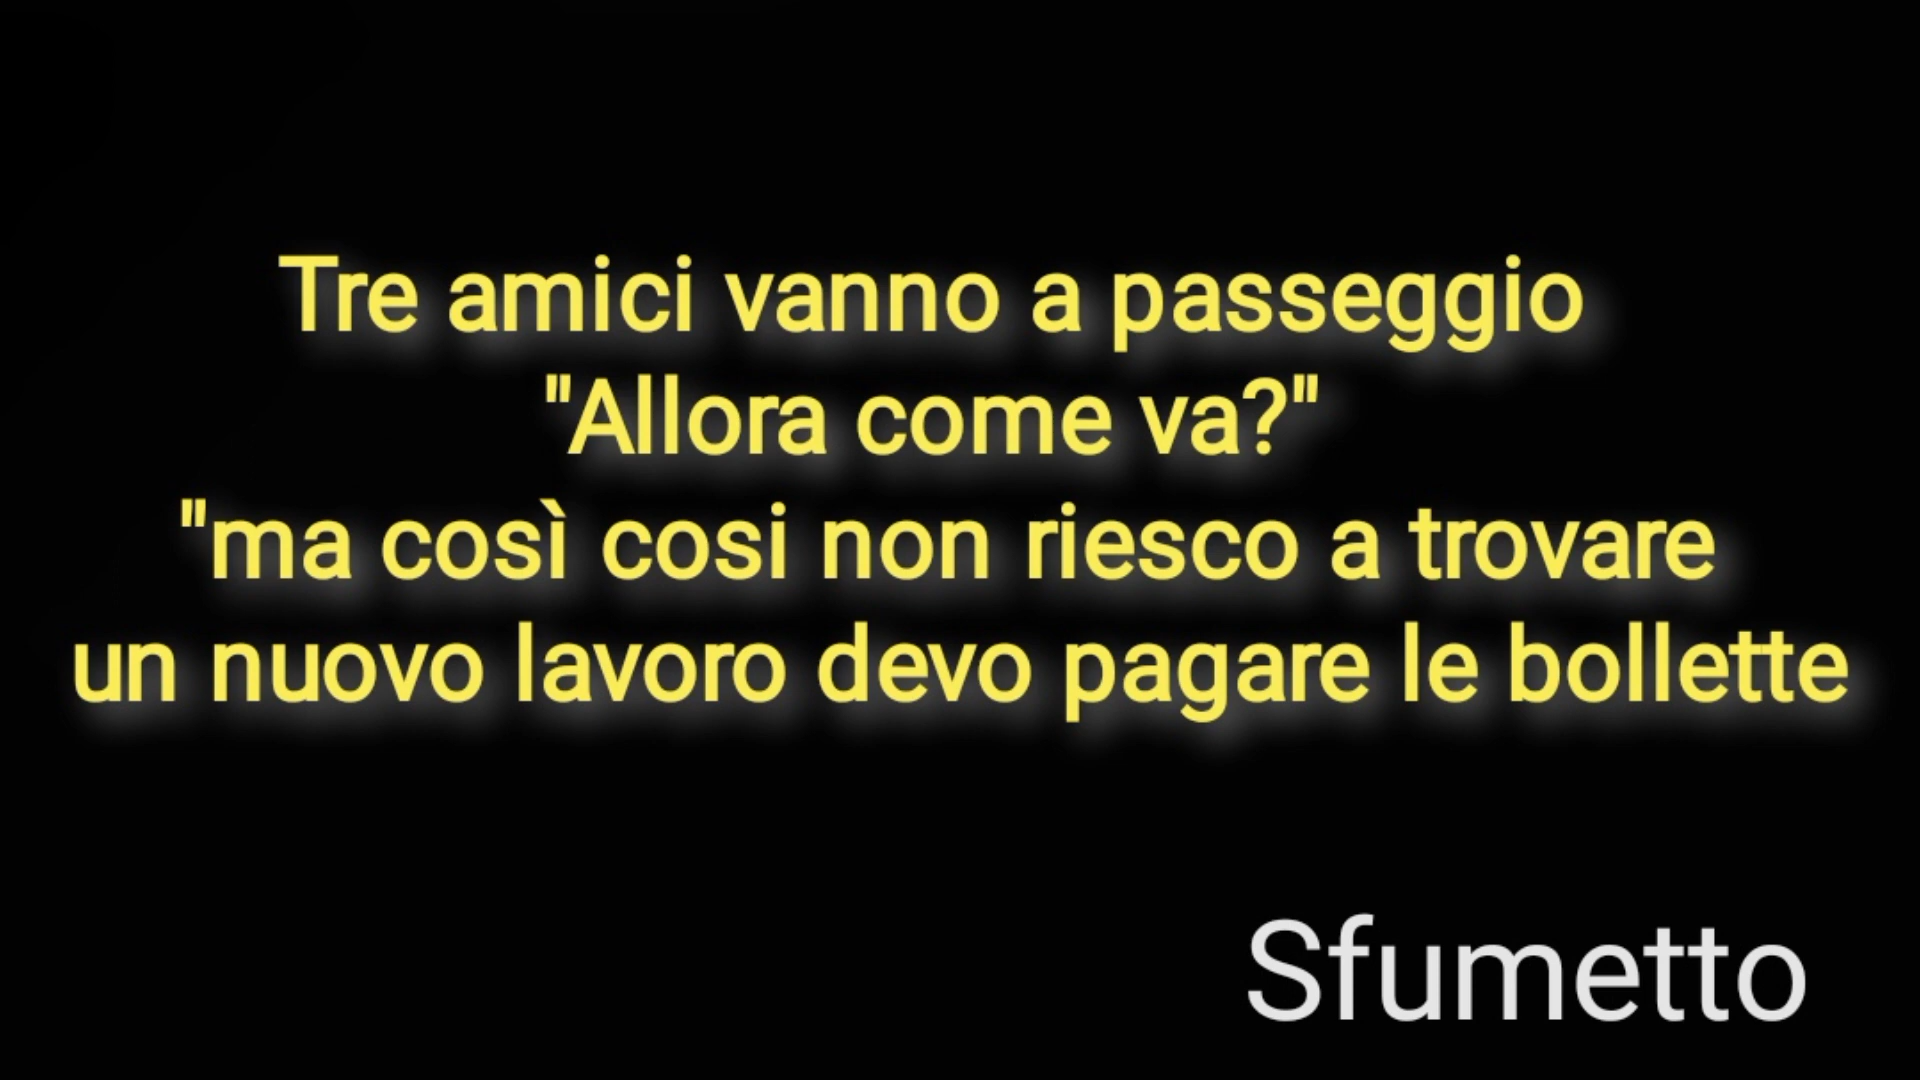 Tre amici vanno a passeggio
"Allora come va?"
"ma così cosi non riesco a trovare
un nuovo lavoro devo pagare le bollette
Sfumetto